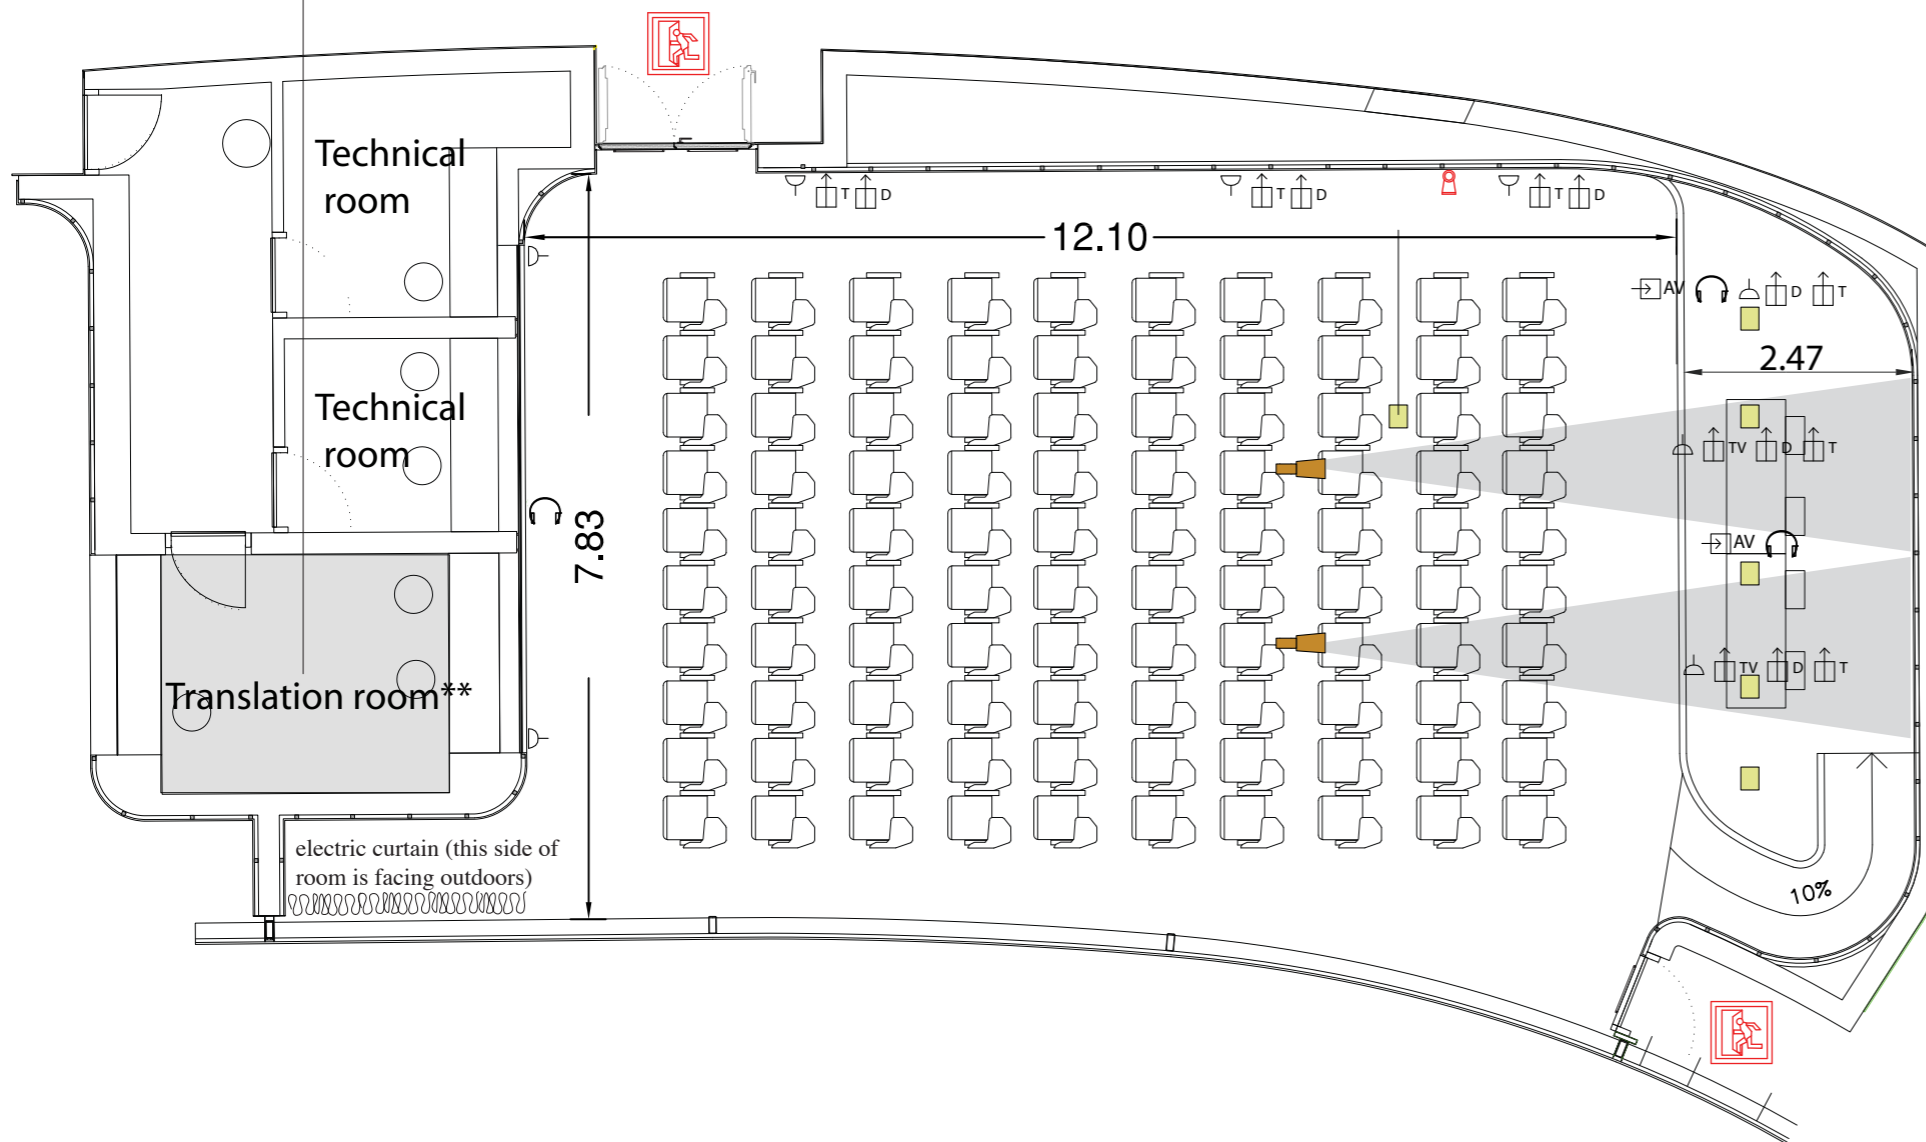 Technical
room
T
D
T
D
T
D
12.10
AV
D
T
2.47
Technical
room
TV
D
T
7.83
AV
Translation room**
TV
D
T
electric curtain (this side of
room is facing outdoors)
10%